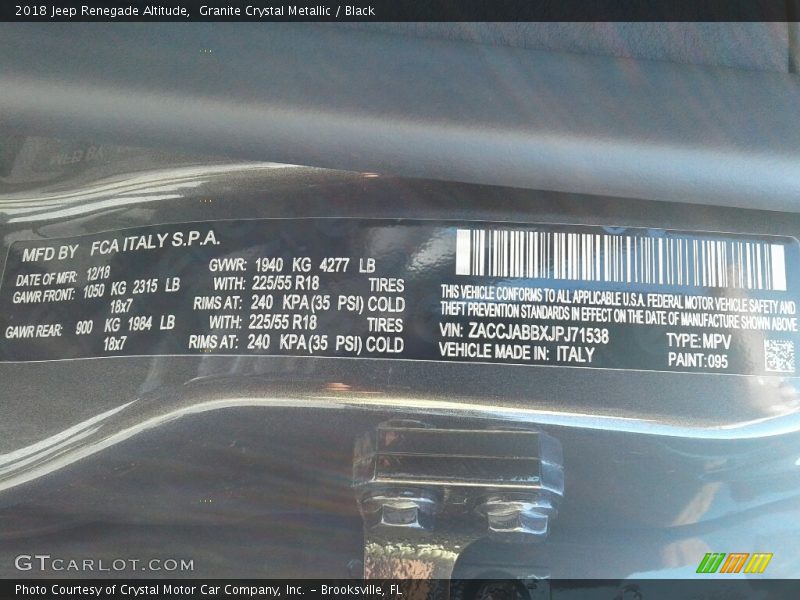 2018 Jeep Renegade Altitude, Granite Crystal Metallic / Black
MFD BY FCA ITALY S.P.A.
DATE OF MFR: 12/18 GVWR: 1940 KG 4277 LB
GAWR FRONT: 1050 KG 2315 LB WITH: 225/55 R18 TIRES
18x7 RIMS AT: 240 KPA(35 PSI) COLD
GAWR REAR: 900 KG 1984 LB WITH: 225/55 R18 TIRES
18x7 RIMS AT: 240 KPA(35 PSI) COLD
THIS VEHICLE CONFORMS TO ALL APPLICABLE U.S.A. FEDERAL MOTOR VEHICLE SAFETY AND
THEFT PREVENTION STANDARDS IN EFFECT ON THE DATE OF MANUFACTURE SHOWN ABOVE
VIN: ZACCJABBXJPJ71538 TYPE: MPV
VEHICLE MADE IN: ITALY PAINT: 095
GTCARLOT.COM
Photo Courtesy of Crystal Motor Car Company, Inc. – Brooksville, FL